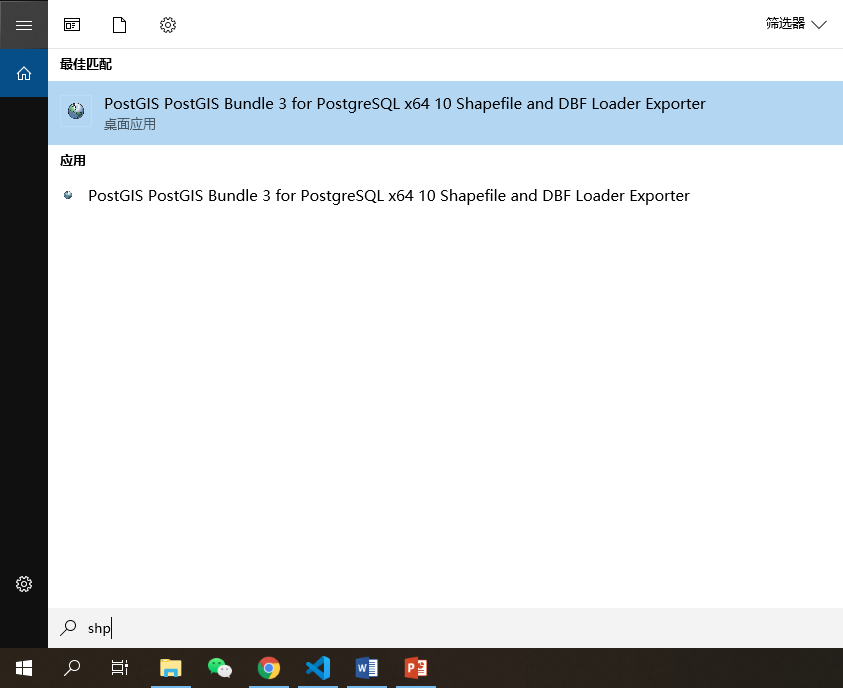 筛选器
最佳匹配
PostGIS PostGIS Bundle 3 for PostgreSQL x64 10 Shapefile and DBF Loader Exporter
桌面应用
应用
PostGIS PostGIS Bundle 3 for PostgreSQL x64 10 Shapefile and DBF Loader Exporter
shp